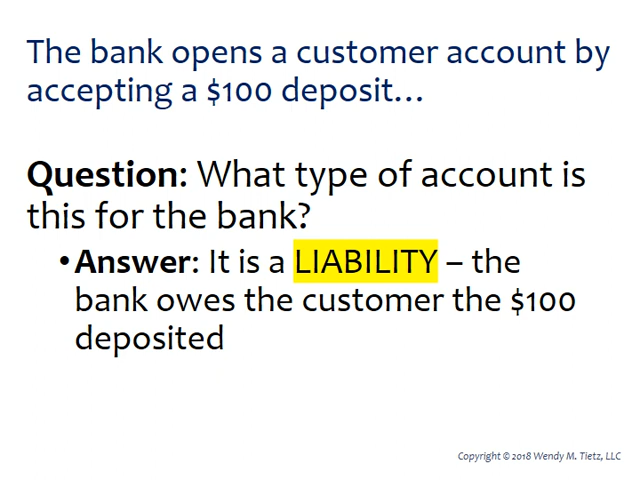 The bank opens a customer account by
accepting a $100 deposit…
Question: What type of account is
this for the bank?
•Answer: It is a LIABILITY – the
bank owes the customer the $100
deposited
Copyright © 2018 Wendy M. Tietz, LLC